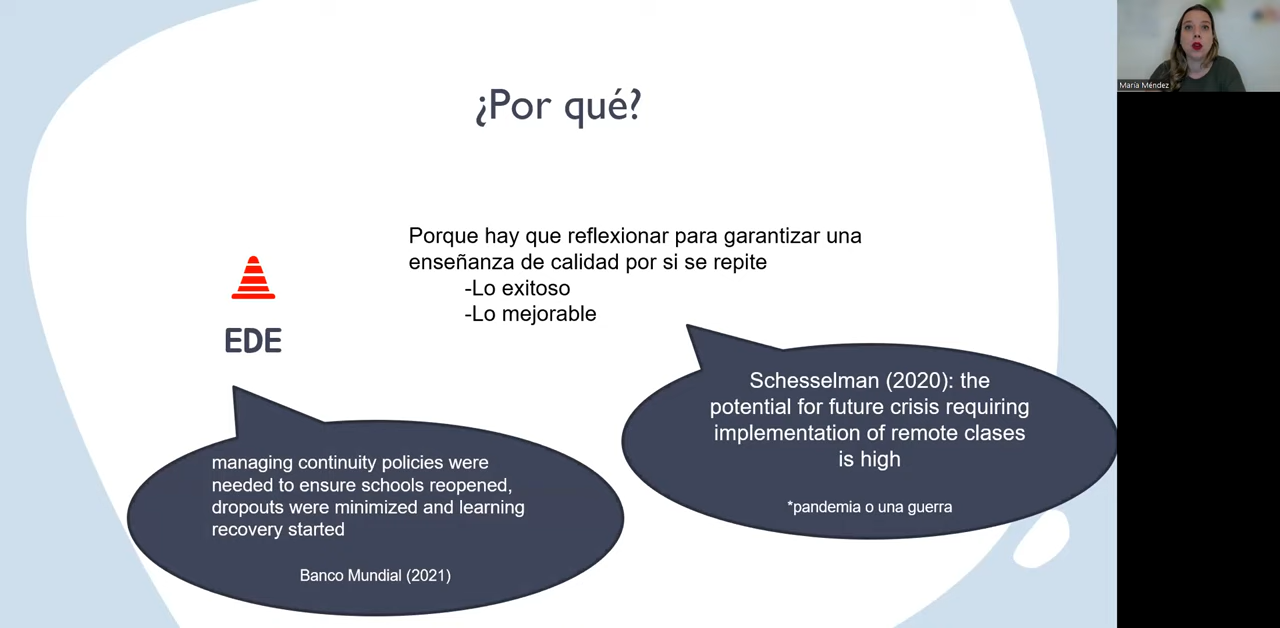 ¿Por qué?
Porque hay que reflexionar para garantizar una
enseñanza de calidad por si se repite
-Lo exitoso
-Lo mejorable
EDE
managing continuity policies were
needed to ensure schools reopened,
dropouts were minimized and learning
recovery started
Banco Mundial (2021)
Schesselman (2020): the
potential for future crisis requiring
implementation of remote clases
is high
*pandemia o una guerra
María Méndez